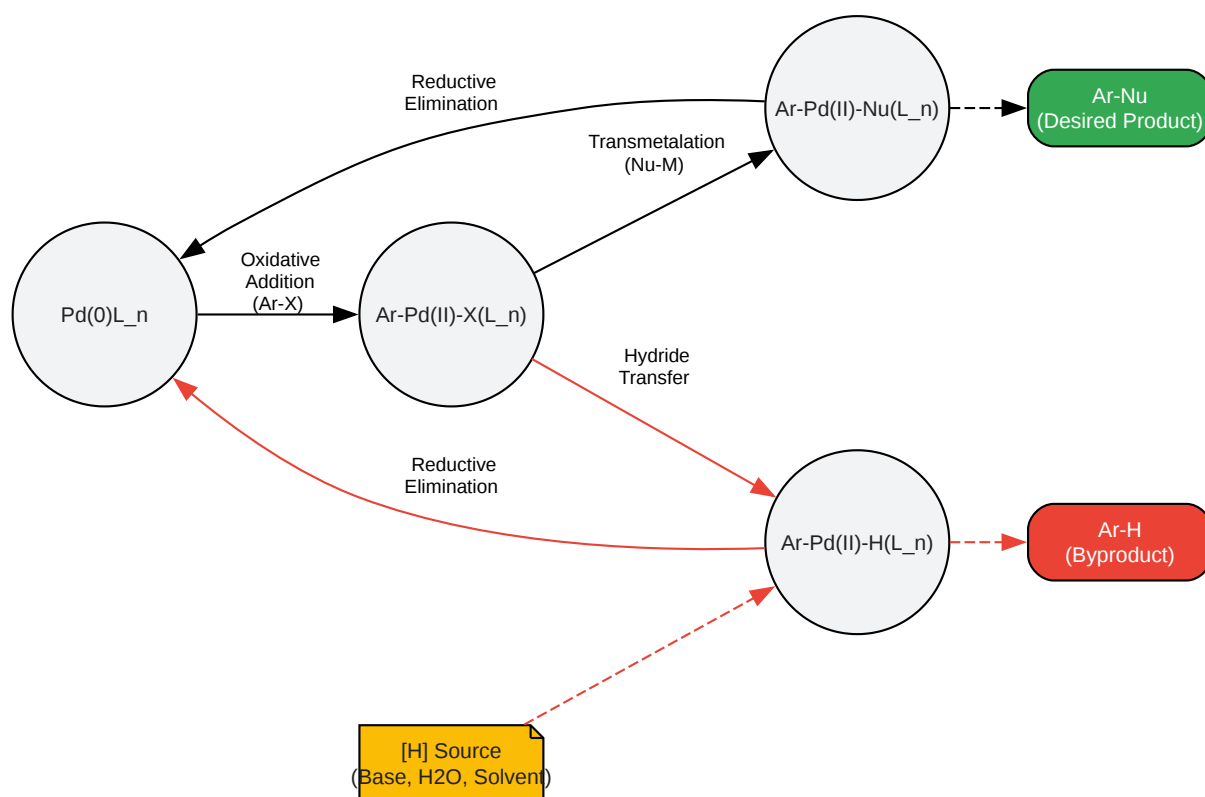 Reductive
Elimination
Ar-Pd(II)-Nu(L_n)
Ar-Nu
(Desired Product)
Transmetalation
(Nu-M)
Pd(0)L_n
Oxidative
Addition
(Ar-X)
Ar-Pd(II)-X(L_n)
Hydride
Transfer
Reductive
Elimination
Ar-Pd(II)-H(L_n)
Ar-H
(Byproduct)
[H] Source
(Base, H2O, Solvent)